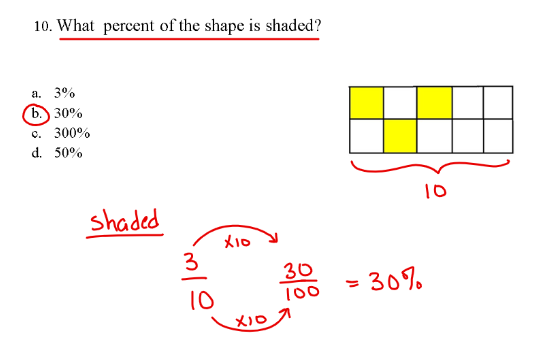 10. What percent of the shape is shaded?
a. 3%
b. 30%
c. 300%
d. 50%
10
shaded
x10
3/10
30/100 = 30%
x10